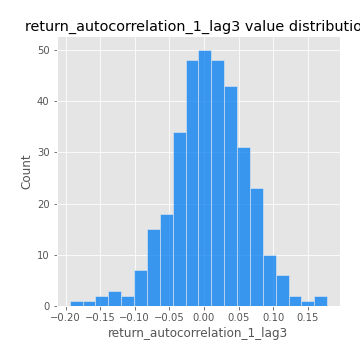 return_autocorrelation_1_lag3 value distributio
50
40
30
20
10
0
Count
−0.20 −0.15 −0.10 −0.05 0.00 0.05 0.10 0.15
return_autocorrelation_1_lag3